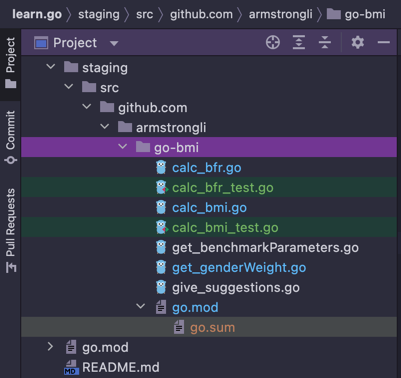 learn.go > staging > src > github.com > armstrongli > go-bmi
Project
Project
staging
src
github.com
armstrongli
go-bmi
calc_bfr.go
calc_bfr_test.go
calc_bmi.go
Commit
calc_bmi_test.go
get_benchmarkParameters.go
get_genderWeight.go
Pull Requests
give_suggestions.go
go.mod
go.sum
go.mod
MD README.md